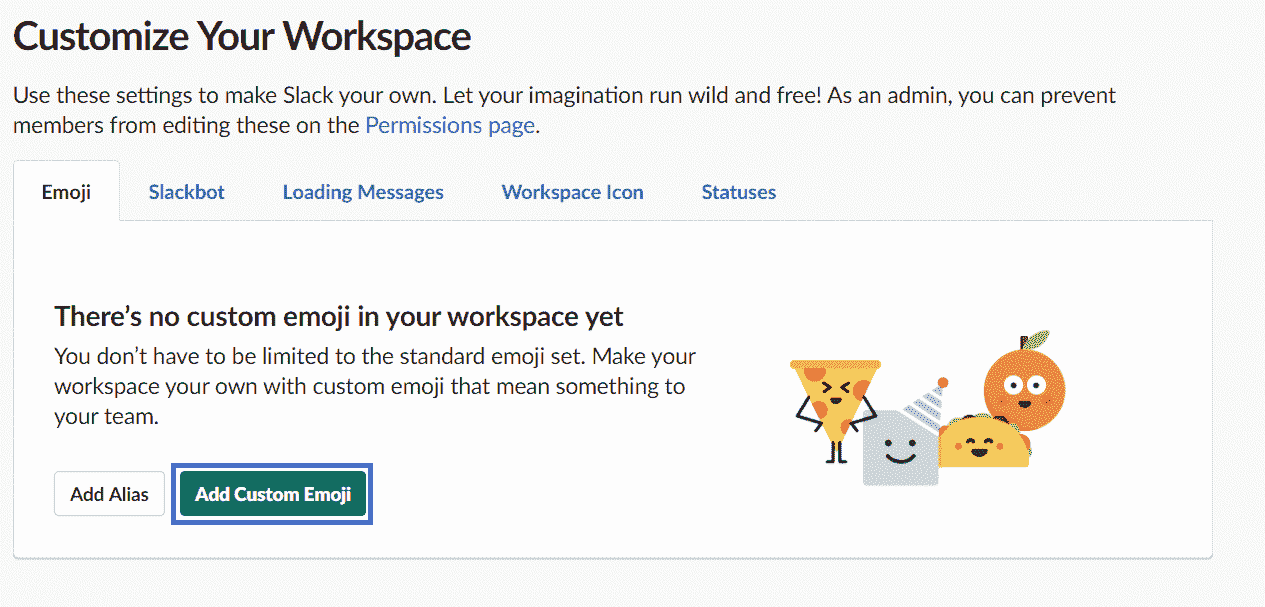 Customize Your Workspace
Use these settings to make Slack your own. Let your imagination run wild and free! As an admin, you can prevent
members from editing these on the Permissions page.
Emoji
Slackbot
Loading Messages
Workspace Icon
Statuses
There’s no custom emoji in your workspace yet
You don’t have to be limited to the standard emoji set. Make your
workspace your own with custom emoji that mean something to
your team.
Add Alias
Add Custom Emoji